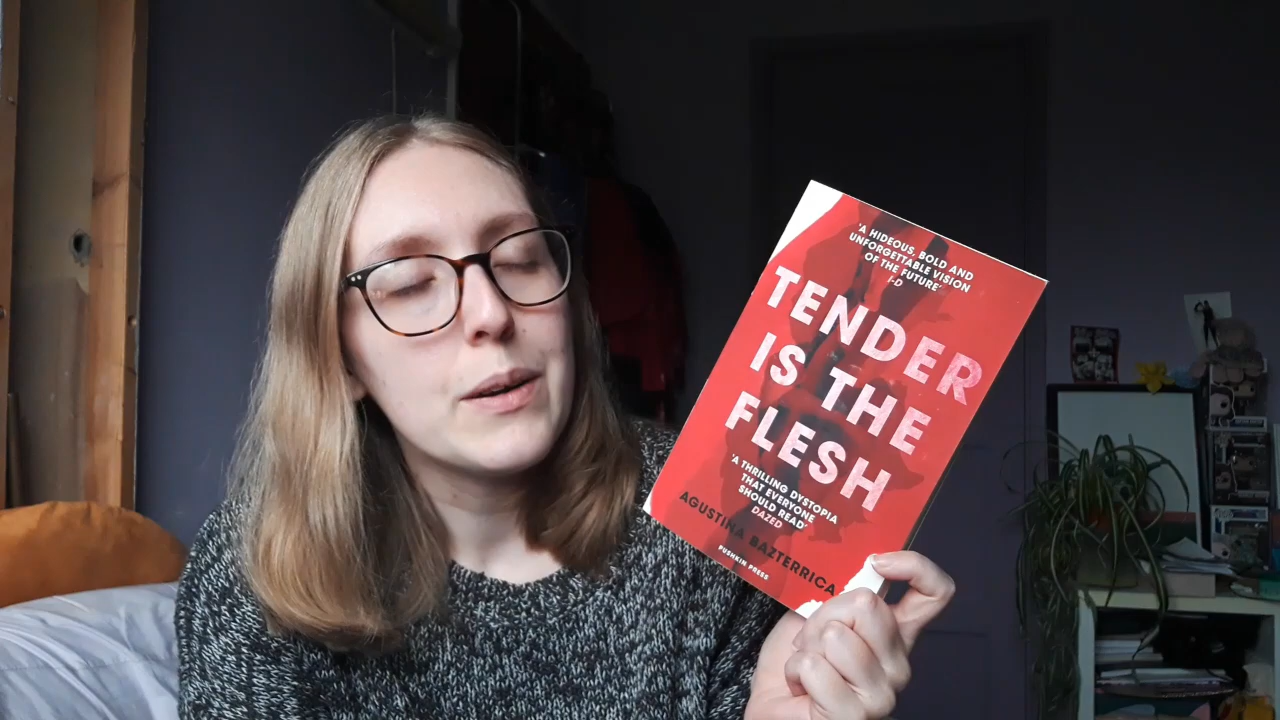 'A HIDEOUS, BOLD AND
UNFORGETTABLE VISION
OF THE FUTURE'
I-D
TENDER
IS THE
FLESH
'A THRILLING DYSTOPIA
THAT EVERYONE
SHOULD READ'
DAZED
AGUSTINA BAZTERRICA
PUSHKIN PRESS